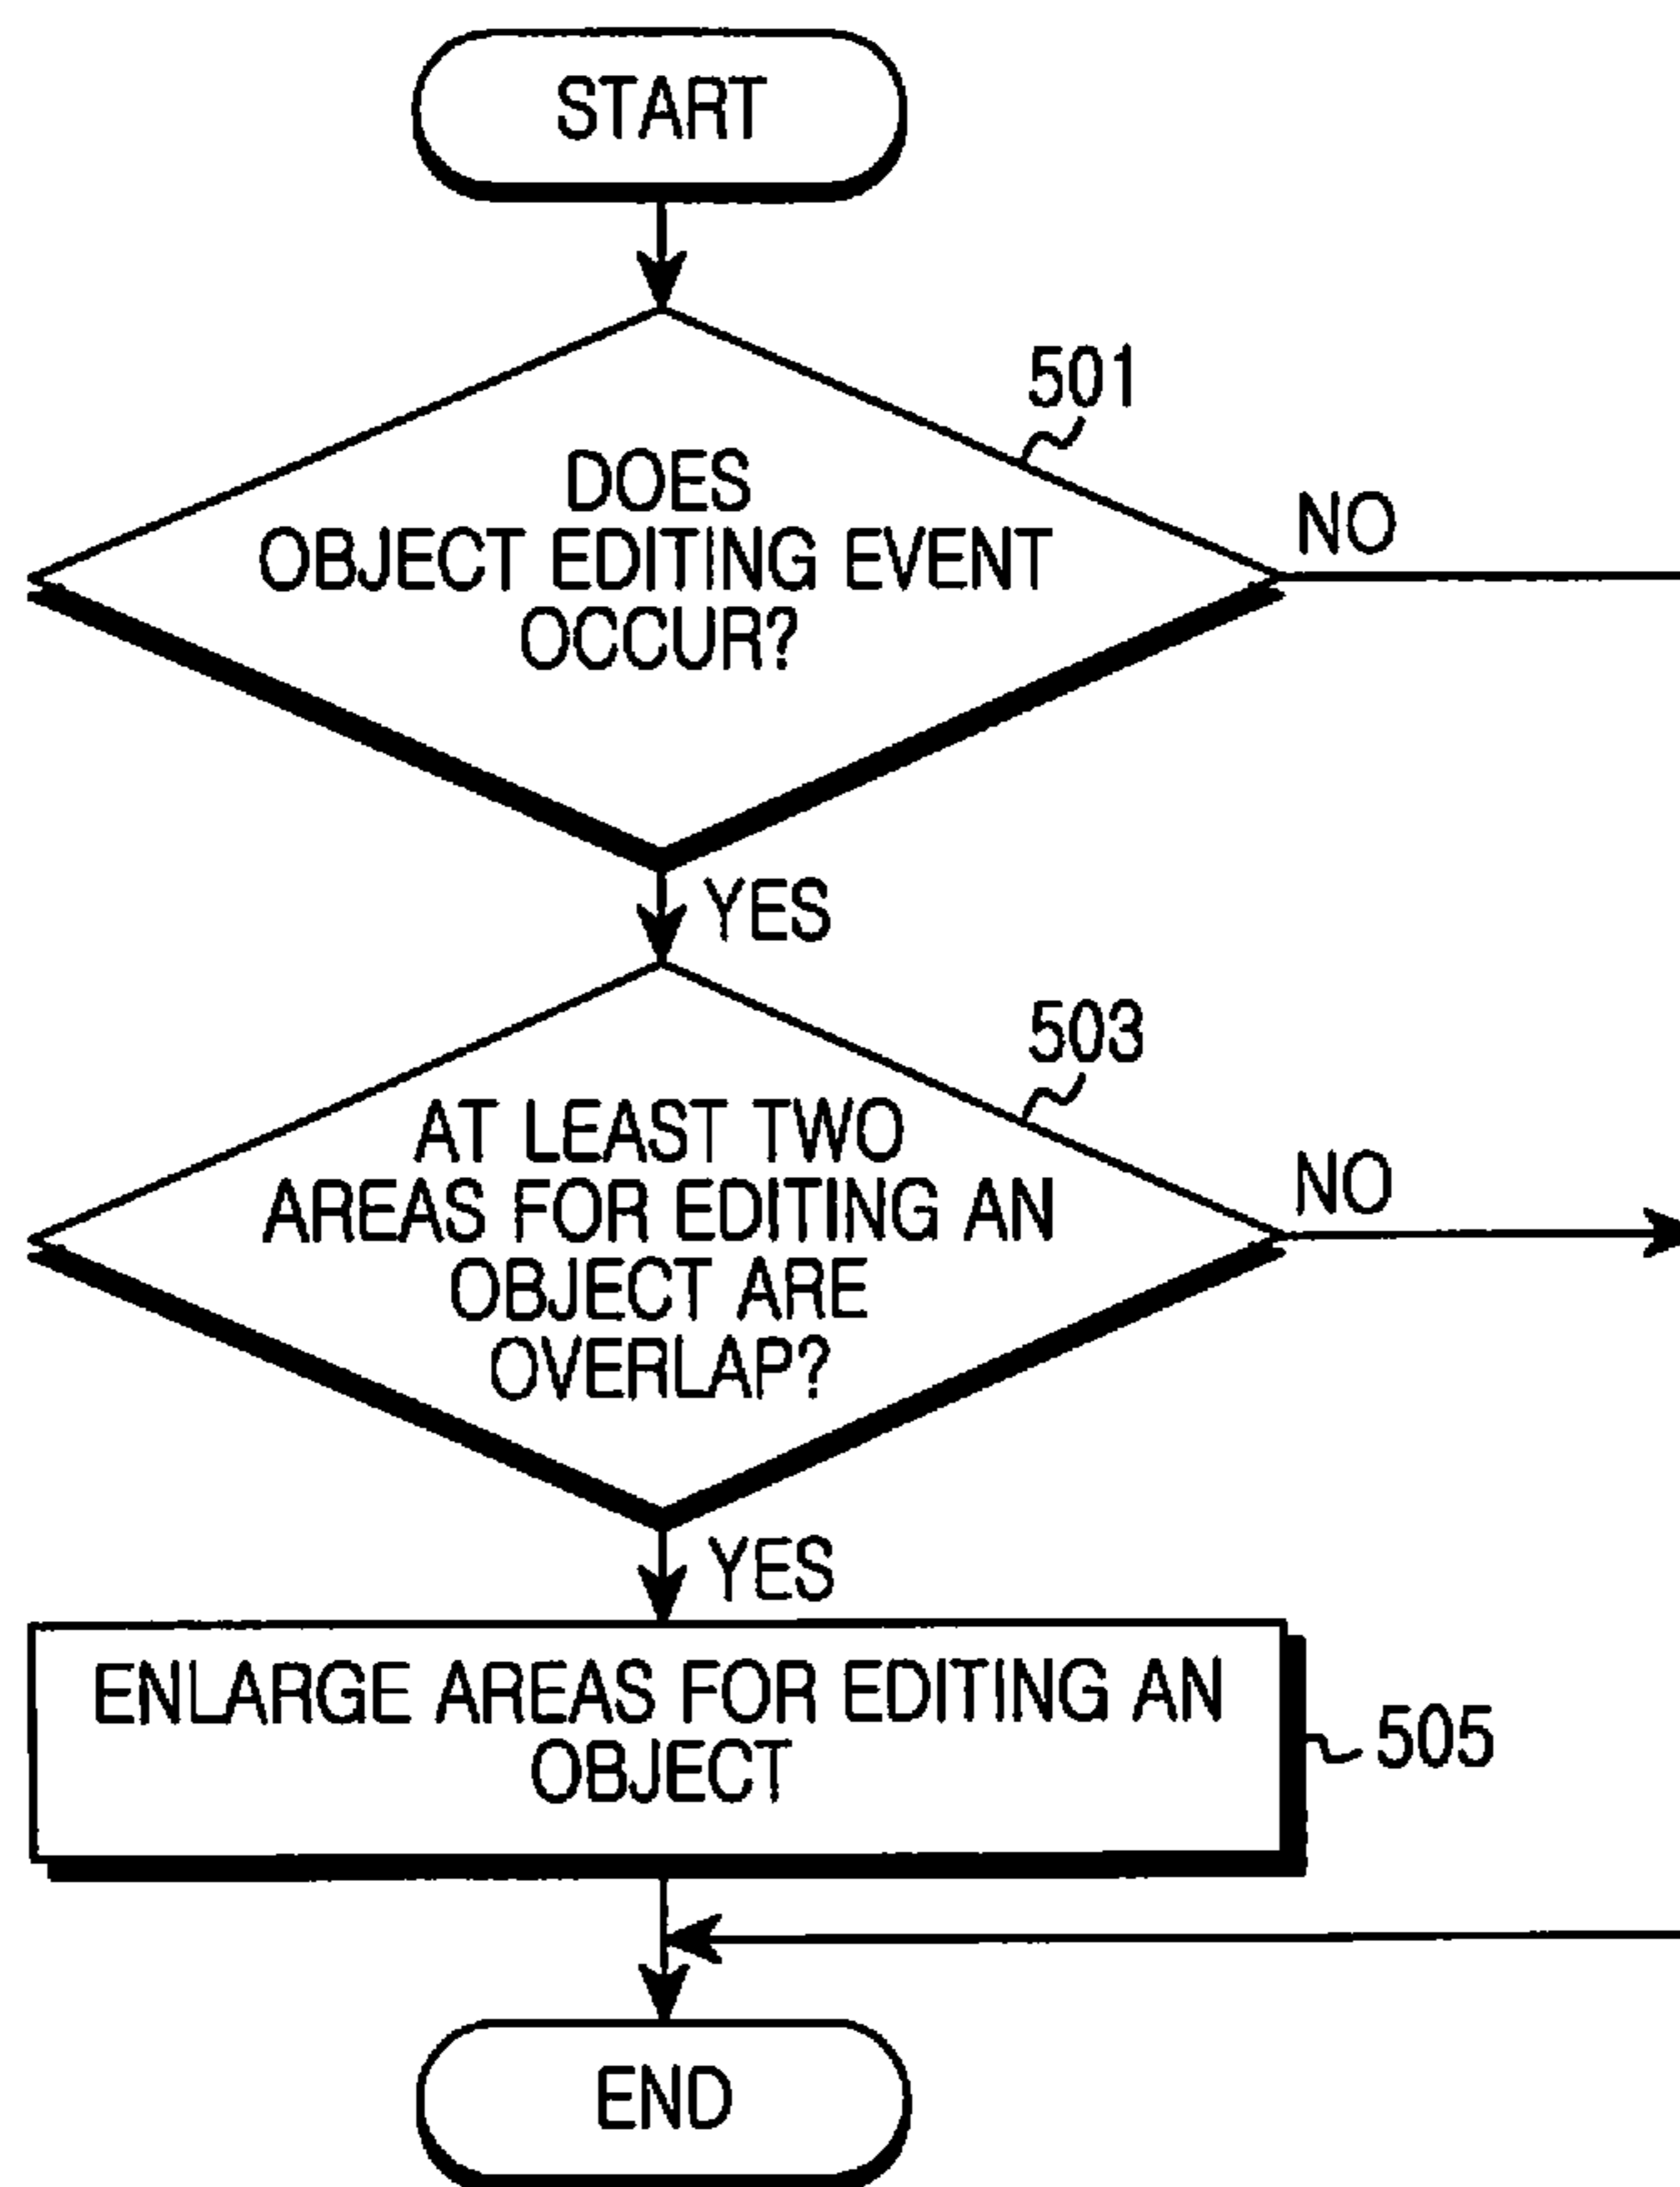 START
501
DOES
OBJECT EDITING EVENT
OCCUR?
NO
YES
503
AT LEAST TWO
AREAS FOR EDITING AN
OBJECT ARE
OVERLAP?
NO
YES
ENLARGE AREAS FOR EDITING AN
OBJECT
505
END